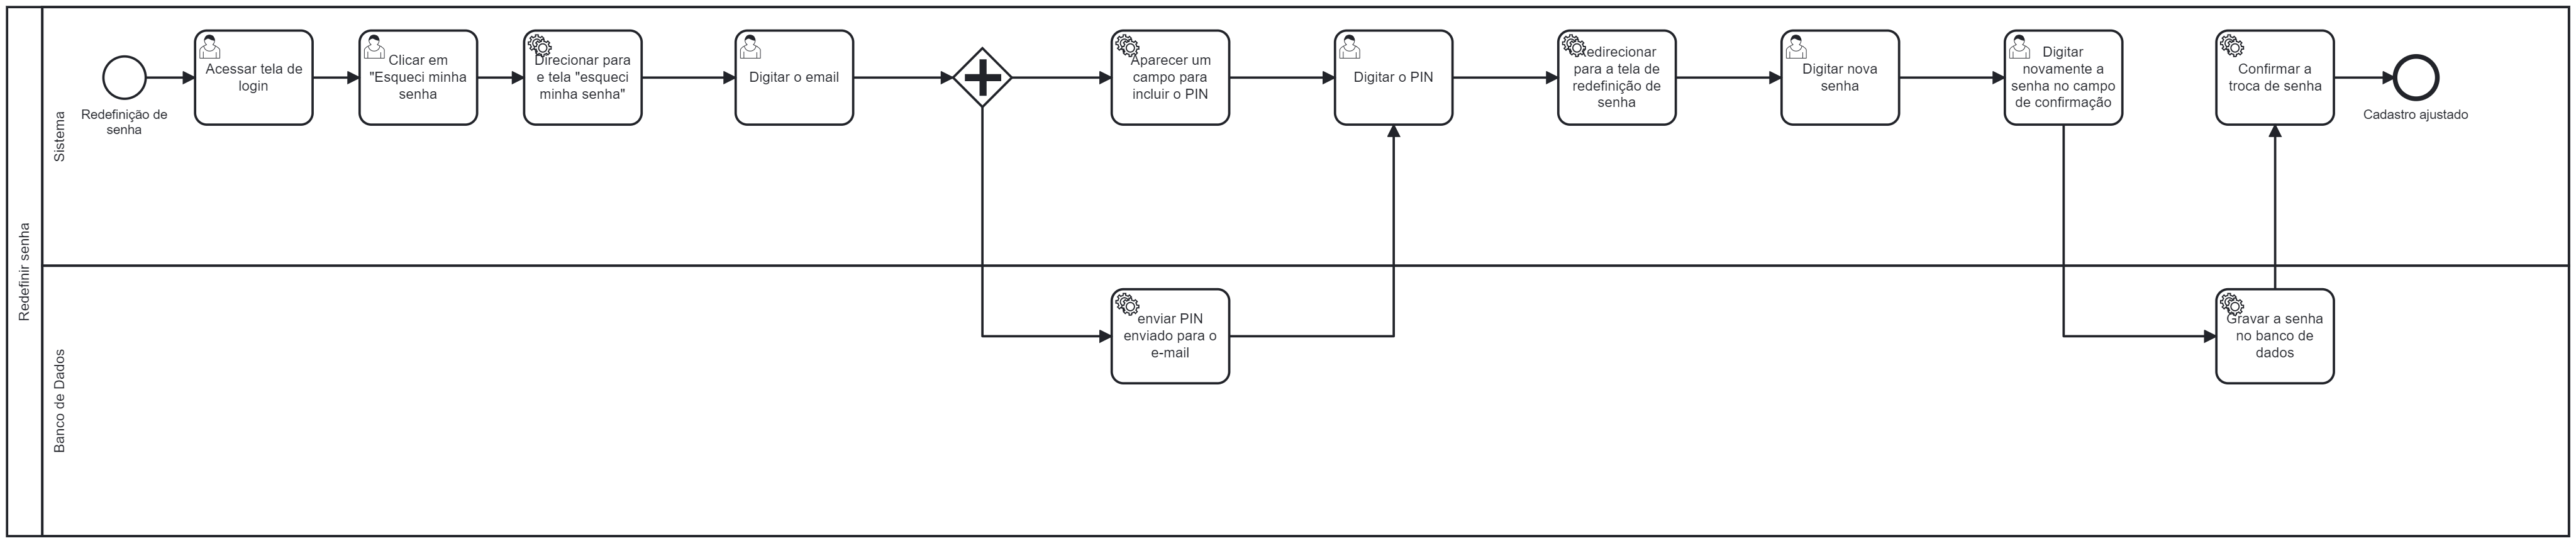 Redefinir senha
Sistema
Redefinição de
senha
Acessar tela de
login
Clicar em
"Esqueci minha
senha
Direcionar para
e tela "esqueci
minha senha"
Digitar o email
Aparecer um
campo para
incluir o PIN
Digitar o PIN
Redirecionar
para a tela de
redefinição de
senha
Digitar nova
senha
Digitar
novamente a
senha no campo
de confirmação
Confirmar a
troca de senha
Cadastro ajustado
Banco de Dados
enviar PIN
enviado para o
e-mail
Gravar a senha
no banco de
dados